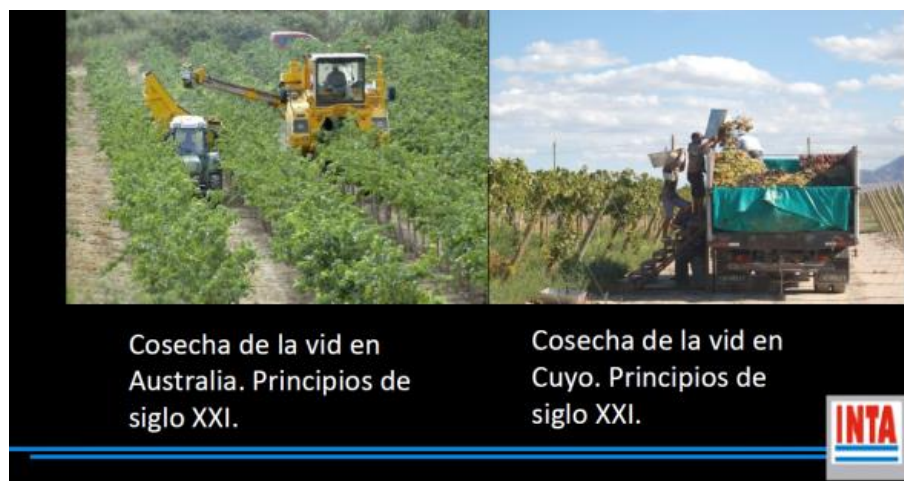 Cosecha de la vid en
Australia. Principios de
siglo XXI.
Cosecha de la vid en
Cuyo. Principios de
siglo XXI.
INTA